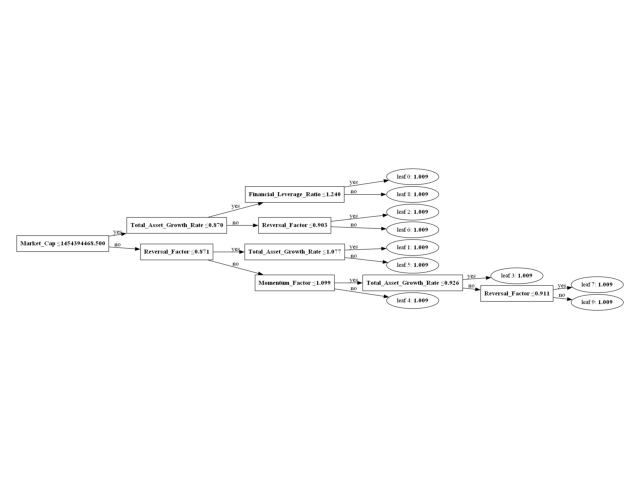 yes
leaf 0: 1.009
Financial_Leverage_Ratio ≤1.240
no
leaf 8: 1.009
yes
yes
leaf 2: 1.009
Total_Asset_Growth_Rate ≤0.870
no
Reversal_Factor ≤0.903
no
leaf 6: 1.009
yes
Market_Cap ≤1454394468.500
no
Reversal_Factor ≤0.871
yes
Total_Asset_Growth_Rate ≤1.077
yes
leaf 1: 1.009
no
leaf 5: 1.009
no
Momentum_Factor ≤1.099
yes
Total_Asset_Growth_Rate ≤0.926
yes
leaf 3: 1.009
no
Reversal_Factor ≤0.911
yes
leaf 7: 1.009
no
leaf 4: 1.009
no
leaf 9: 1.009